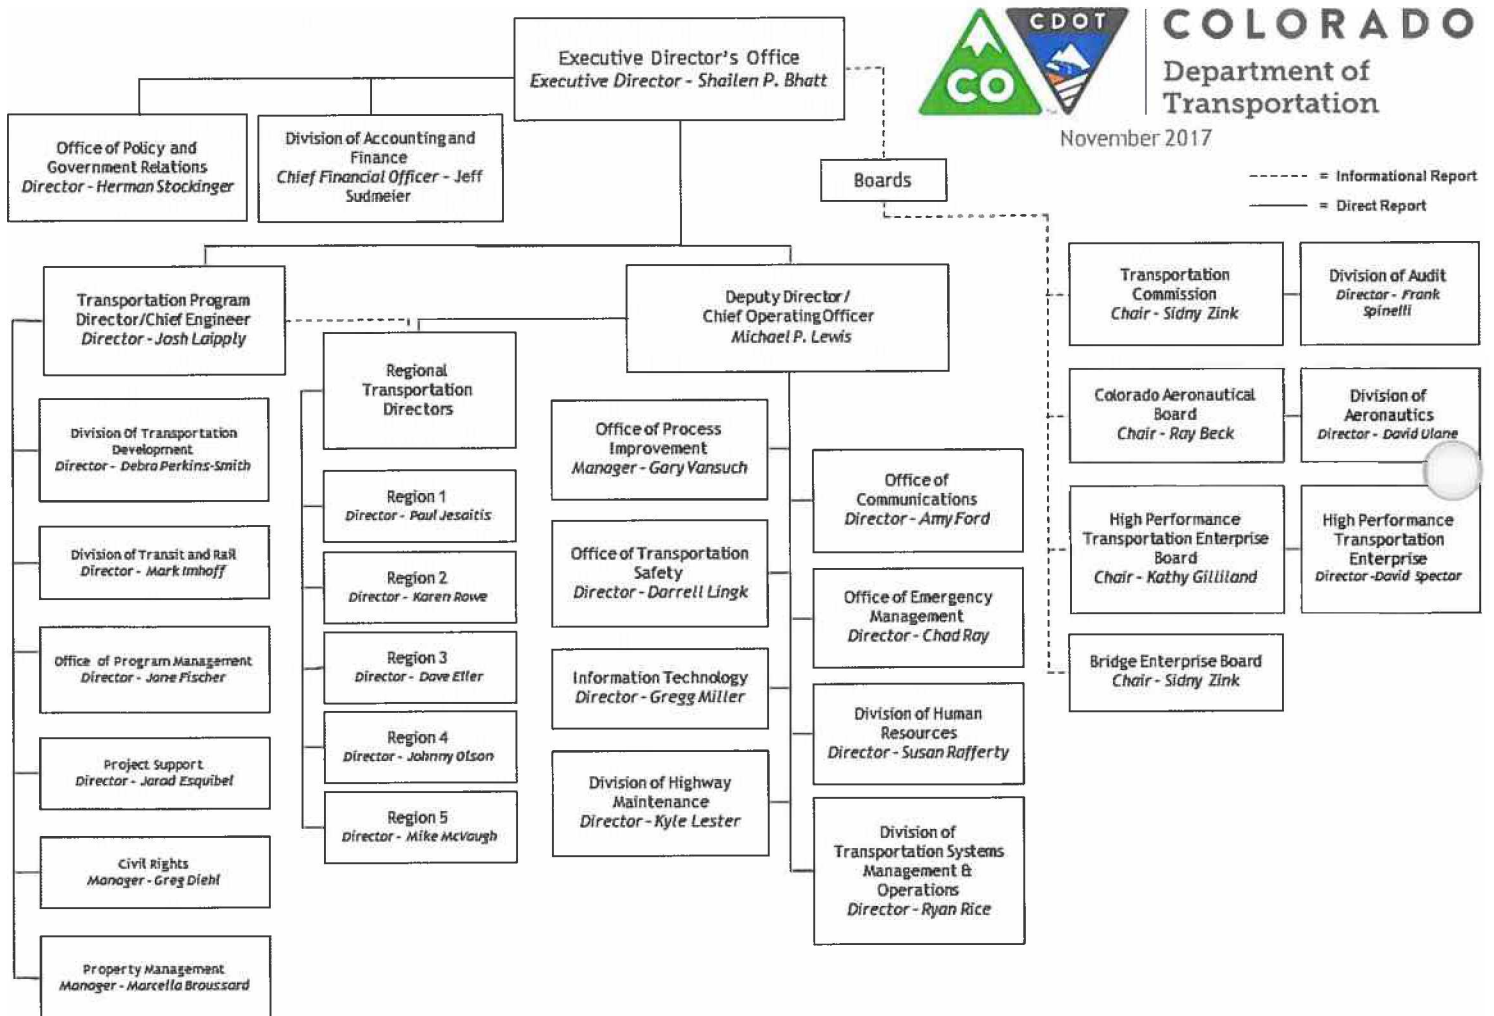 CDOT
CO
COLORADO
Department of
Transportation
November 2017
------ = Informational Report
= Direct Report
Executive Director's Office
Executive Director - Shailen P. Bhatt
Office of Policy and
Government Relations
Director - Herman Stockinger
Division of Accounting and
Finance
Chief Financial Officer - Jeff
Sudmeier
Boards
Transportation Program
Director/Chief Engineer
Director - Josh Laipply
Deputy Director/
Chief Operating Officer
Michael P. Lewis
Regional
Transportation
Directors
Division Of Transportation
Development
Director - Debra Perkins-Smith
Division of Transit and Rail
Director - Mark Imhoff
Office of Program Management
Director - Jane Fischer
Project Support
Director - Jarad Esquibel
Civil Rights
Manager - Greg Diehl
Property Management
Manager - Marcella Broussard
Region 1
Director - Paul Jesaitis
Region 2
Director - Karen Rowe
Region 3
Director - Dave Eller
Region 4
Director - Johnny Olson
Region 5
Director - Mike McVaugh
Office of Process
Improvement
Manager - Gary Vansuch
Office of Transportation
Safety
Director - Darrell Lingk
Information Technology
Director - Gregg Miller
Division of Highway
Maintenance
Director - Kyle Lester
Office of
Communications
Director - Amy Ford
Office of Emergency
Management
Director - Chad Ray
Division of Human
Resources
Director - Susan Rafferty
Division of
Transportation Systems
Management &
Operations
Director - Ryan Rice
Transportation
Commission
Chair - Sidny Zink
Division of Audit
Director - Frank
Spinelli
Colorado Aeronautical
Board
Chair - Ray Beck
Division of
Aeronautics
Director - David Ulane
High Performance
Transportation Enterprise
Board
Chair - Kathy Gilliland
High Performance
Transportation
Enterprise
Director -David Spector
Bridge Enterprise Board
Chair - Sidny Zink